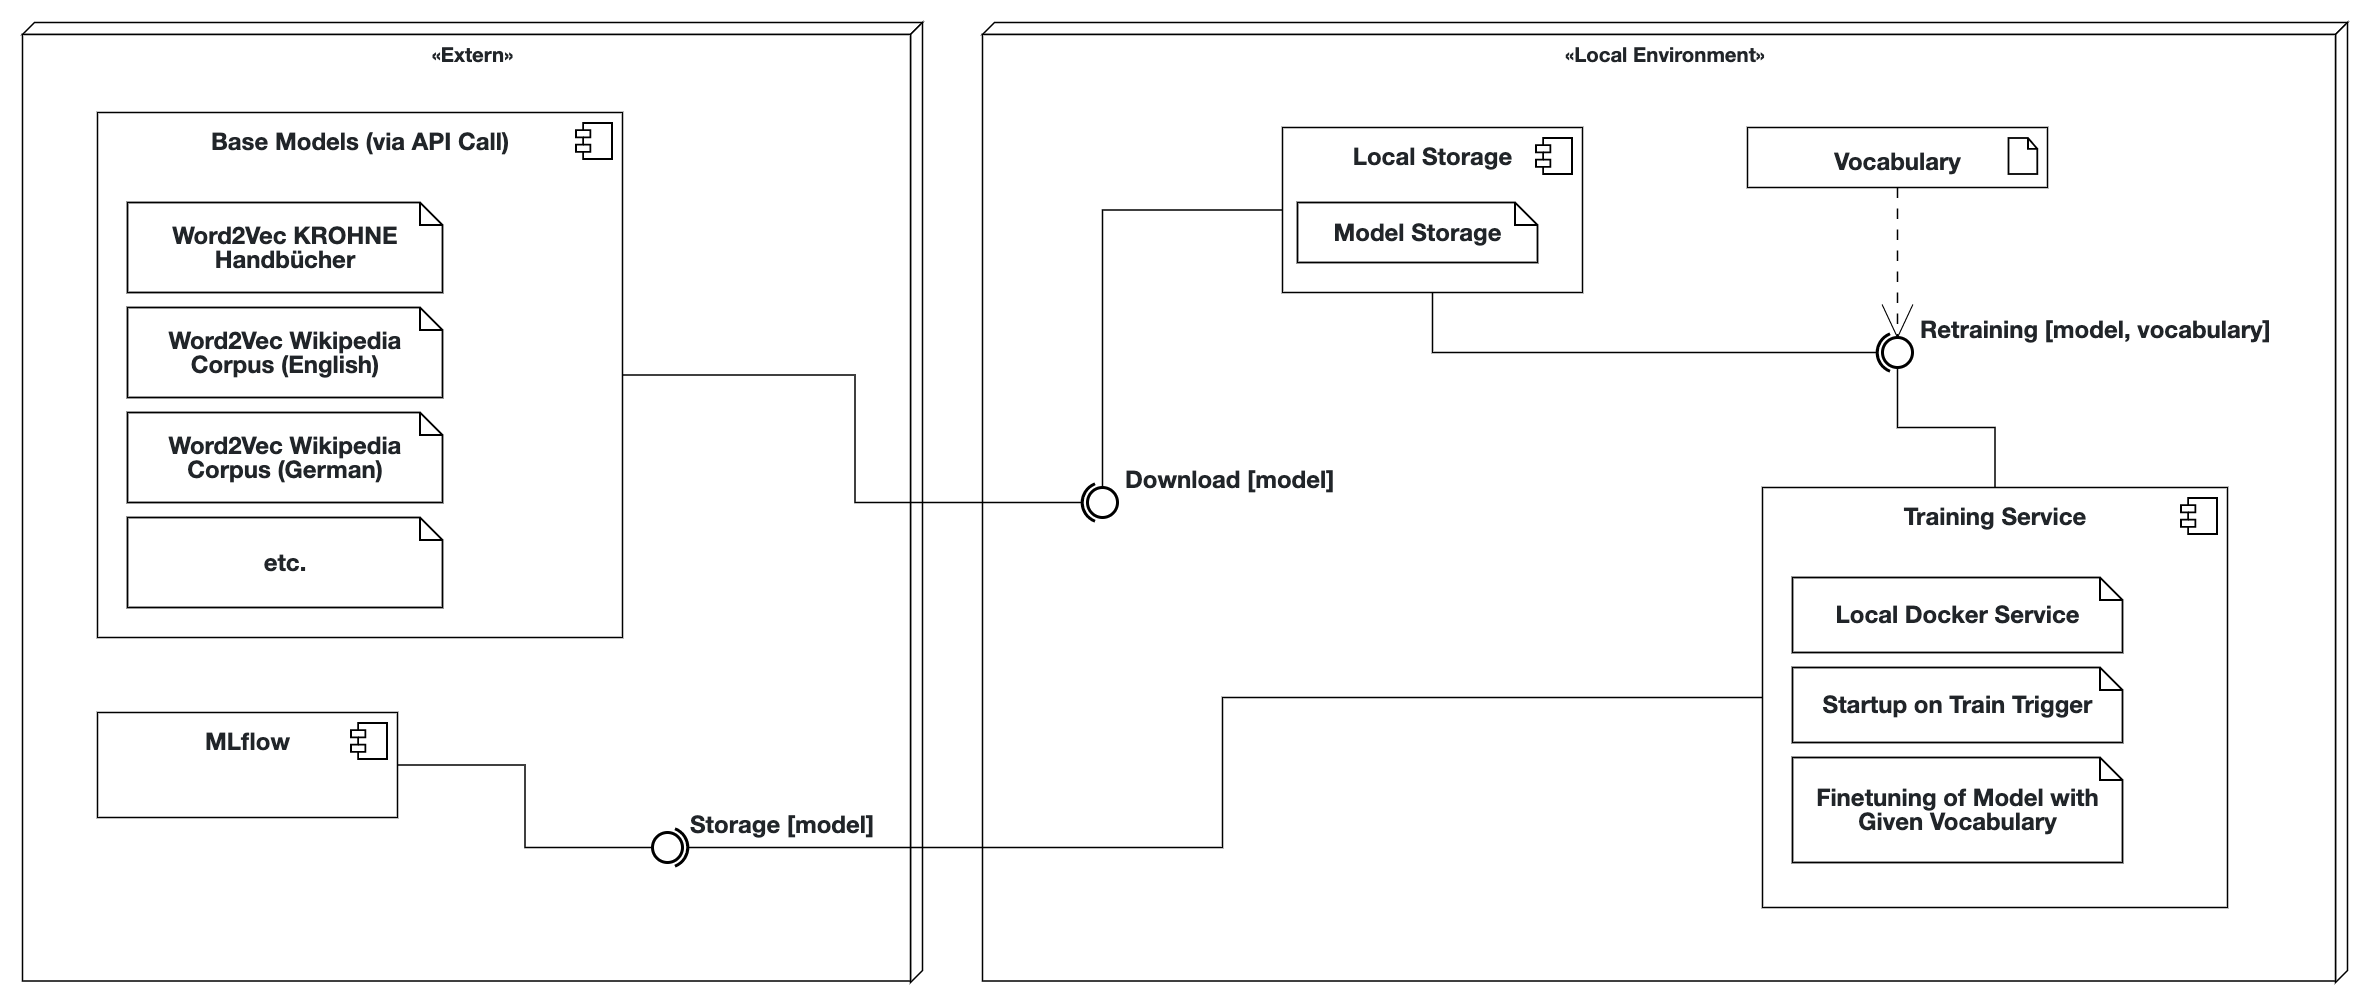 «Extern»
Base Models (via API Call)
Word2Vec KROHNE
Handbücher
Word2Vec Wikipedia
Corpus (English)
Word2Vec Wikipedia
Corpus (German)
etc.
MLflow
Storage [model]
«Local Environment»
Local Storage
Model Storage
Vocabulary
Retraining [model, vocabulary]
Download [model]
Training Service
Local Docker Service
Startup on Train Trigger
Finetuning of Model with
Given Vocabulary